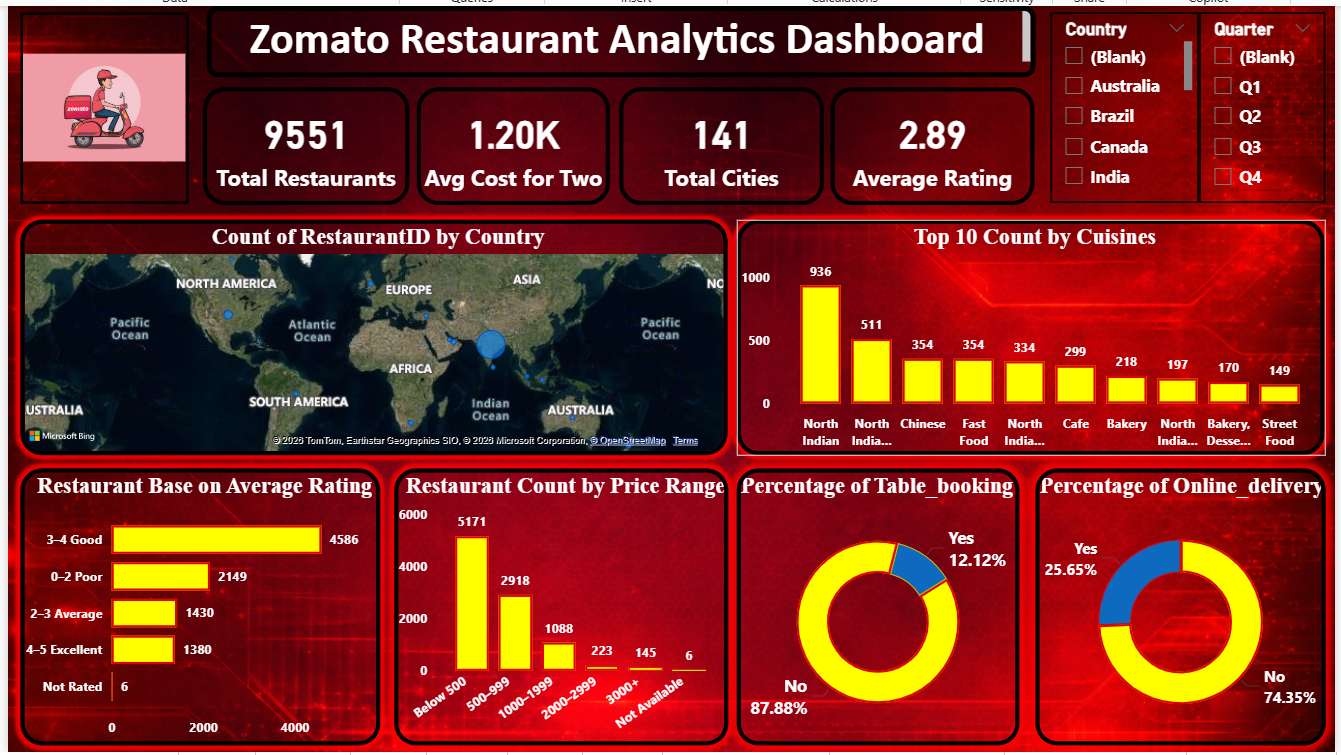 Data
Queries
Insert
Calculations
Sensitivity
Share
Copilot
Zomato Restaurant Analytics Dashboard
zomato
9551
Total Restaurants
1.20K
Avg Cost for Two
141
Total Cities
2.89
Average Rating
Country
(Blank)
Australia
Brazil
Canada
India
Quarter
(Blank)
Q1
Q2
Q3
Q4
Count of RestaurantID by Country
NORTH AMERICA
EUROPE
ASIA
NO
Pacific
Ocean
Atlantic
Ocean
Pacific
Ocean
AFRICA
SOUTH AMERICA
Indian
Ocean
USTRALIA
AUSTRALIA
Microsoft Bing
© 2026 TomTom, Earthstar Geographics SIO, © 2026 Microsoft Corporation, © OpenStreetMap Terms
Top 10 Count by Cuisines
1000
500
0
936
511
354
354
334
299
218
197
170
149
North
Indian
North
India...
Chinese
Fast
Food
North
India...
Cafe
Bakery
North
India...
Bakery,
Desse...
Street
Food
Restaurant Base on Average Rating
3–4 Good
4586
0–2 Poor
2149
2–3 Average
1430
4–5 Excellent
1380
Not Rated
6
0
2000
4000
Restaurant Count by Price Range
6000
4000
2000
0
5171
2918
1088
223
145
6
Below 500
500–999
1000–1999
2000–2999
3000+
Not Available
Percentage of Table_booking
Yes
12.12%
No
87.88%
Percentage of Online_delivery
Yes
25.65%
No
74.35%